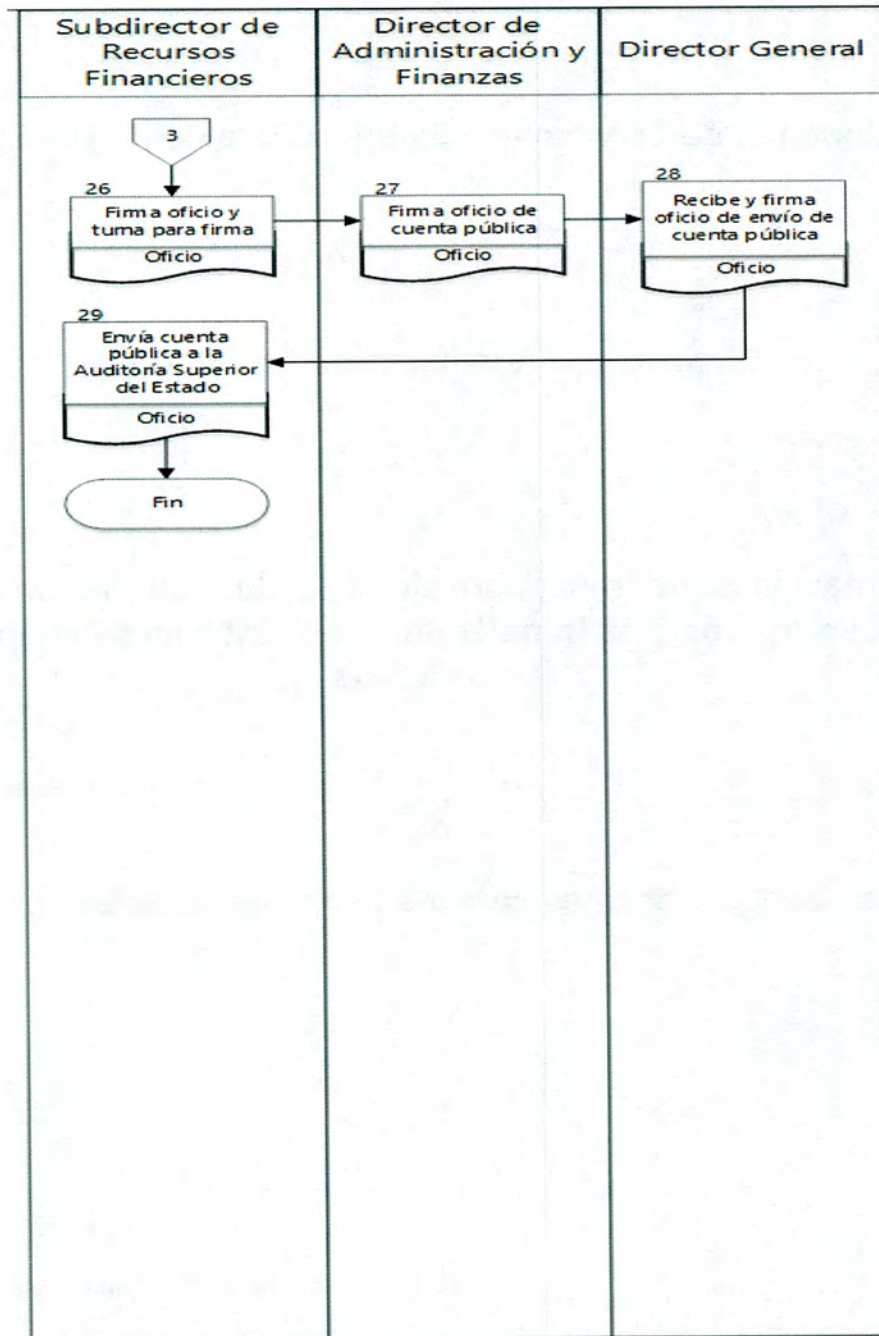 Subdirector de
Recursos
Financieros
Director de
Administración y
Finanzas
Director General
3
26
Firma oficio y
turna para firma
Oficio
27
Firma oficio de
cuenta pública
Oficio
28
Recibe y firma
oficio de envío de
cuenta pública
Oficio
29
Envía cuenta
pública a la
Auditoría Superior
del Estado
Oficio
Fin